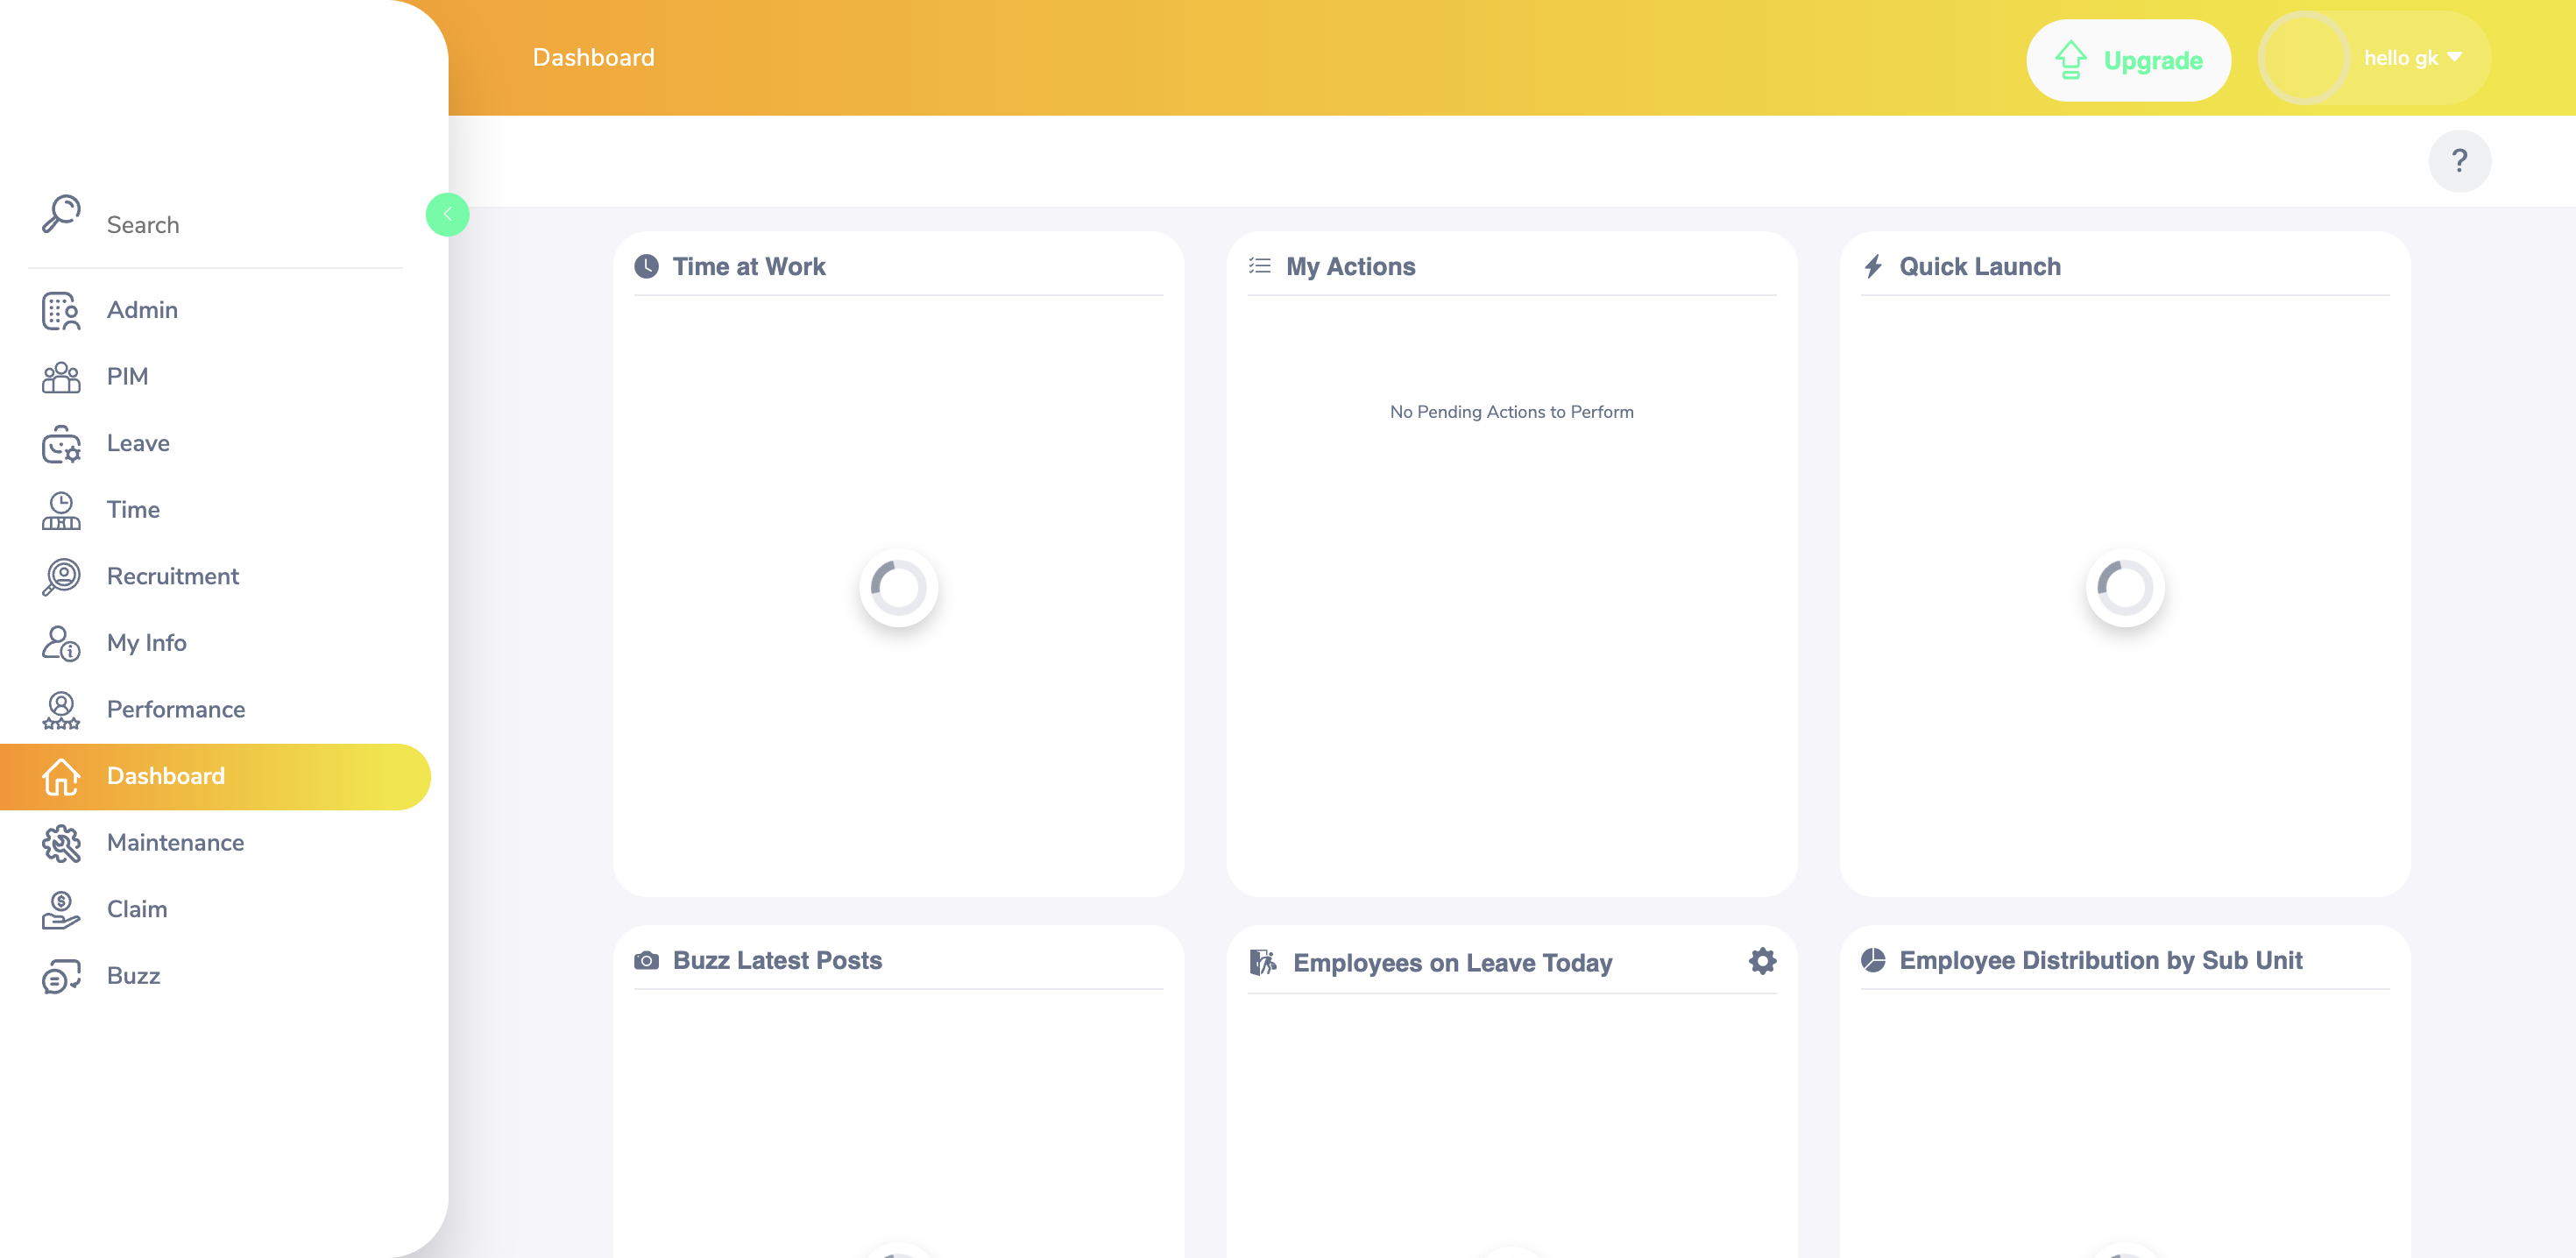 Dashboard
Upgrade
hello gk
?
Search
Admin
PIM
Leave
Time
Recruitment
My Info
Performance
Dashboard
Maintenance
Claim
Buzz
Time at Work
My Actions
No Pending Actions to Perform
Quick Launch
Buzz Latest Posts
Employees on Leave Today
Employee Distribution by Sub Unit